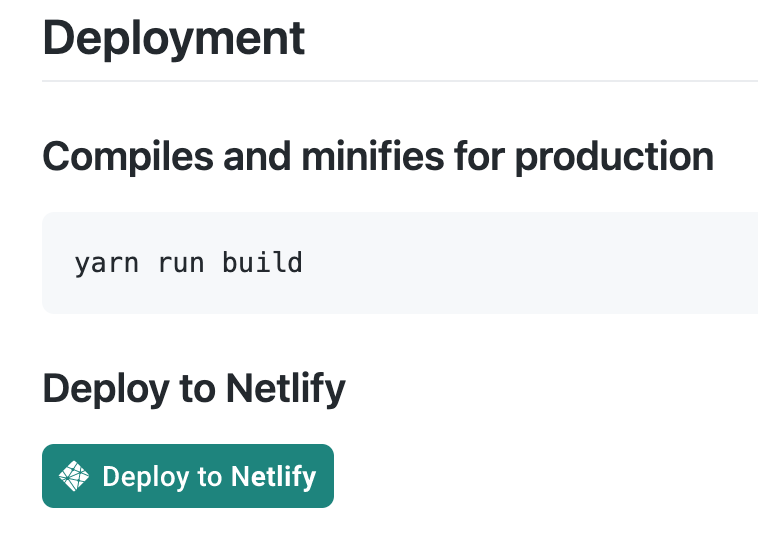 Deployment
Compiles and minifies for production
yarn run build
Deploy to Netlify
Deploy to Netlify